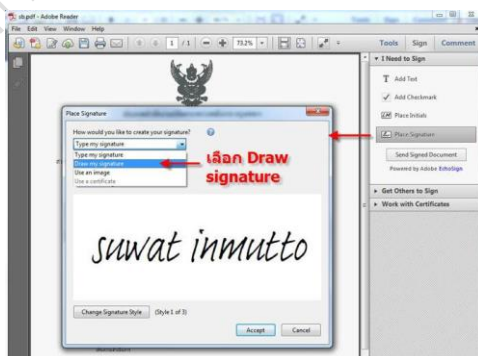 zb.pdf - Adobe Reader
File Edit View Window Help
1 / 1
73.2%
Tools Sign Comment
I Need to Sign
T Add Text
Add Checkmark
Place Initials
Place Signature
Send Signed Document
Powered by Adobe EchoSign
Get Others to Sign
Work with Certificates
Place Signature
How would you like to create your signature?
Type my signature
Type my signature
Draw my signature
Use an image
Use a certificate
เลือก Draw
signature
suwat inmutto
Change Signature Style (Style 1 of 3)
Accept Cancel